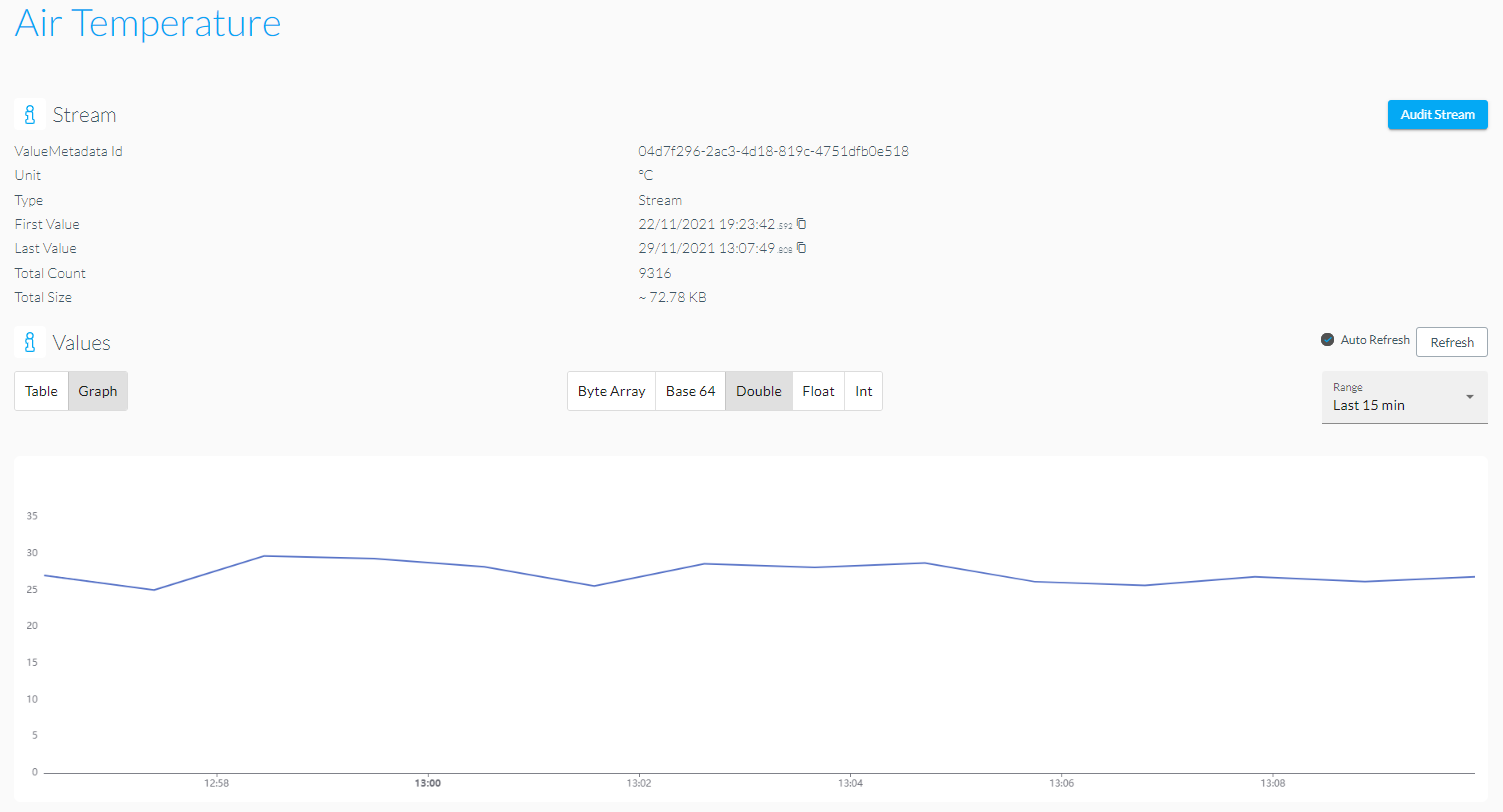 Air Temperature
Stream
Audit Stream
ValueMetadata Id 04d7f296-2ac3-4d18-819c-4751dfb0e518
Unit °C
Type Stream
First Value 22/11/2021 19:23:42 .592
Last Value 29/11/2021 13:07:49 .808
Total Count 9316
Total Size ~ 72.78 KB
Values
Auto Refresh Refresh
Table Graph Byte Array Base 64 Double Float Int
Range
Last 15 min
35
30
25
20
15
10
5
0
12:58 13:00 13:02 13:04 13:06 13:08